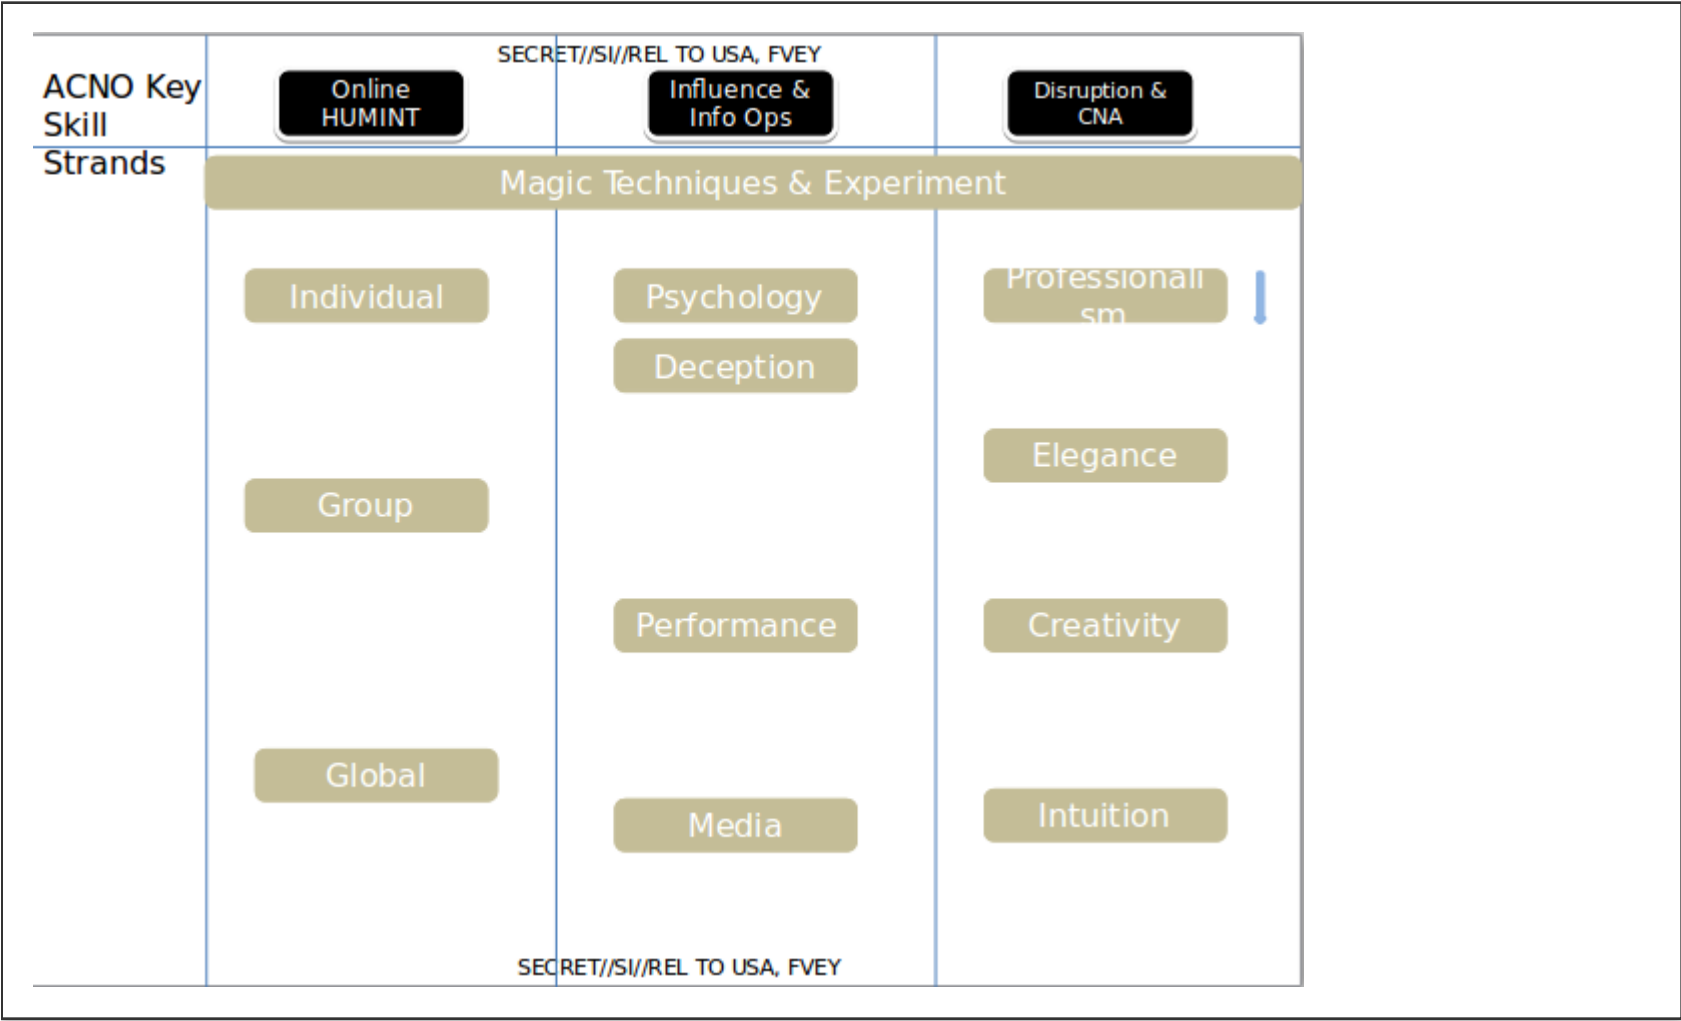 SECRET//SI//REL TO USA, FVEY
ACNO Key
Skill
Strands
Online
HUMINT
Influence &
Info Ops
Disruption &
CNA
Magic Techniques & Experiment
Individual
Psychology
Professionali
sm
Deception
Elegance
Group
Performance
Creativity
Global
Media
Intuition
SECRET//SI//REL TO USA, FVEY